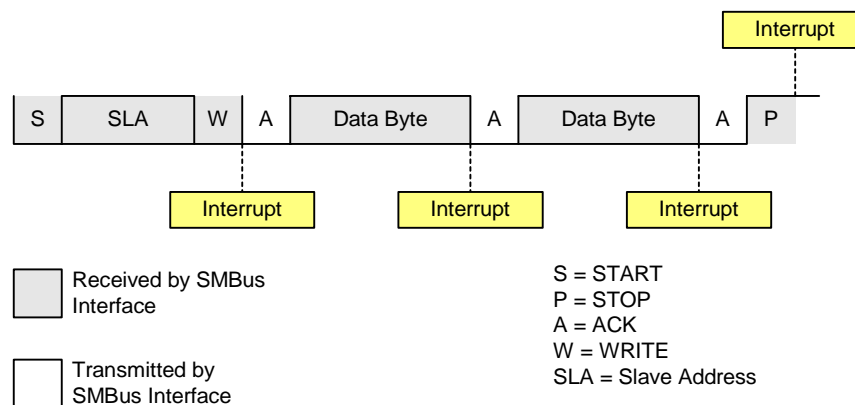 Interrupt
S SLA W A Data Byte A Data Byte A P
Interrupt Interrupt Interrupt
Received by SMBus
Interface
Transmitted by
SMBus Interface
S = START
P = STOP
A = ACK
W = WRITE
SLA = Slave Address